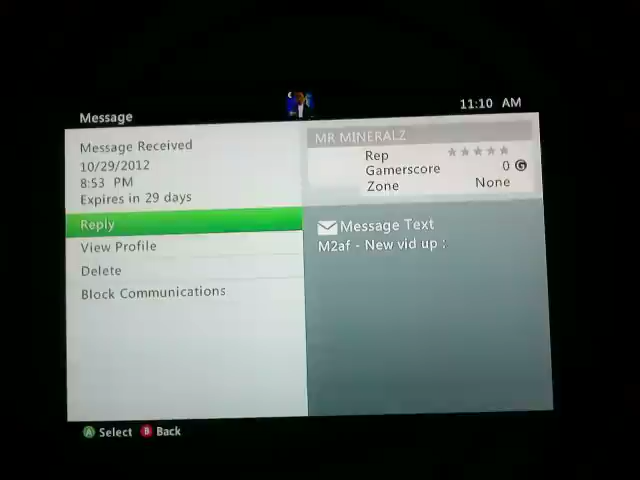 Message
11:10 AM
Message Received
10/29/2012
8:53 PM
Expires in 29 days
Reply
View Profile
Delete
Block Communications
MR MINERALZ
Rep
Gamerscore 0 G
Zone None
Message Text
M2af - New vid up :
A Select B Back